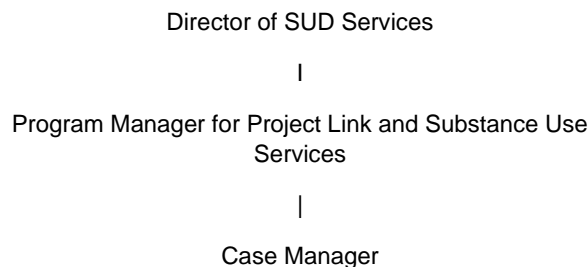 Director of SUD Services
I
Program Manager for Project Link and Substance Use
Services
|
Case Manager